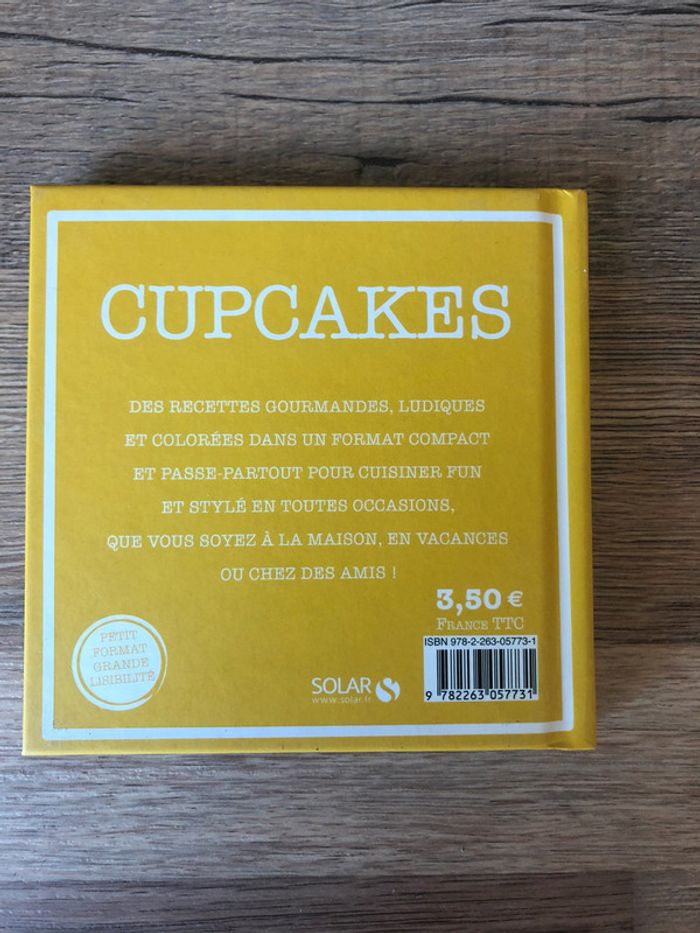 CUPCAKES
DES RECETTES GOURMANDES, LUDIQUES
ET COLORÉES DANS UN FORMAT COMPACT
ET PASSE-PARTOUT POUR CUISINER FUN
ET STYLÉ EN TOUTES OCCASIONS,
QUE VOUS SOYEZ À LA MAISON, EN VACANCES
OU CHEZ DES AMIS !
3,50 €
FRANCE TTC
ISBN 978-2-263-05773-1
9 782263 057731
SOLAR
www.solar.fr
PETIT
FORMAT
GRANDE
LISIBILITÉ